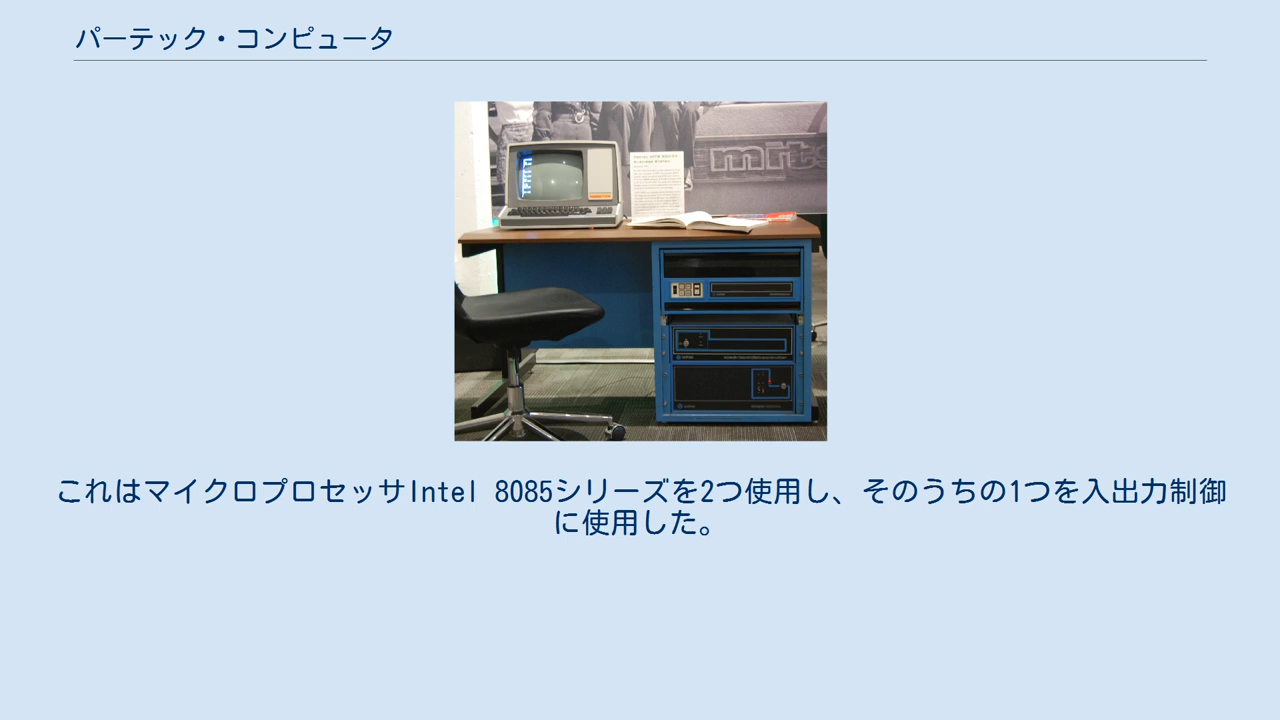 パーテック・コンピュータ
mits
これはマイクロプロセッサIntel 8085シリーズを2つ使用し、そのうちの1つを入出力制御
に使用した。